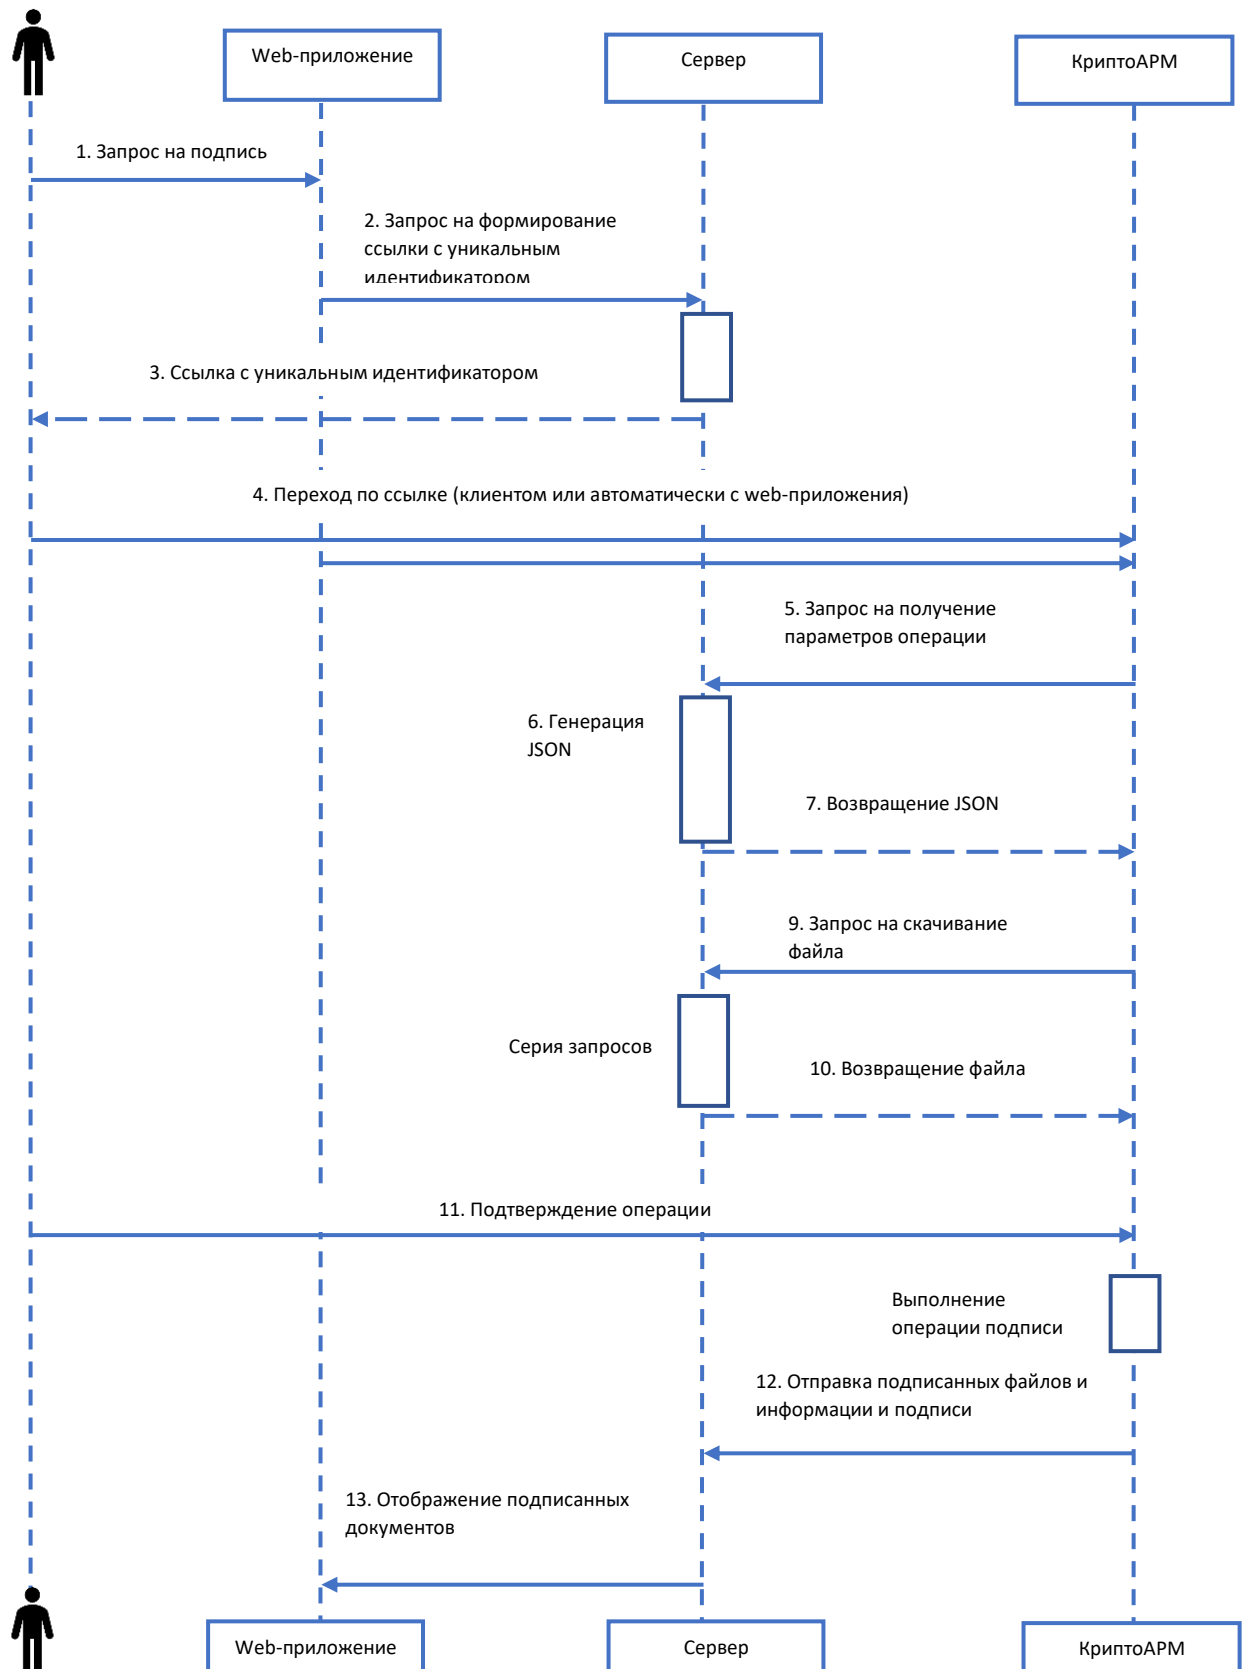 Web-приложение
Сервер
КриптоАРМ
1. Запрос на подпись
2. Запрос на формирование
ссылки с уникальным
идентификатором
3. Ссылка с уникальным идентификатором
4. Переход по ссылке (клиентом или автоматически с web-приложения)
5. Запрос на получение
параметров операции
6. Генерация
JSON
7. Возвращение JSON
9. Запрос на скачивание
файла
Серия запросов
10. Возвращение файла
11. Подтверждение операции
Выполнение
операции подписи
12. Отправка подписанных файлов и
информации и подписи
13. Отображение подписанных
документов
Web-приложение
Сервер
КриптоАРМ